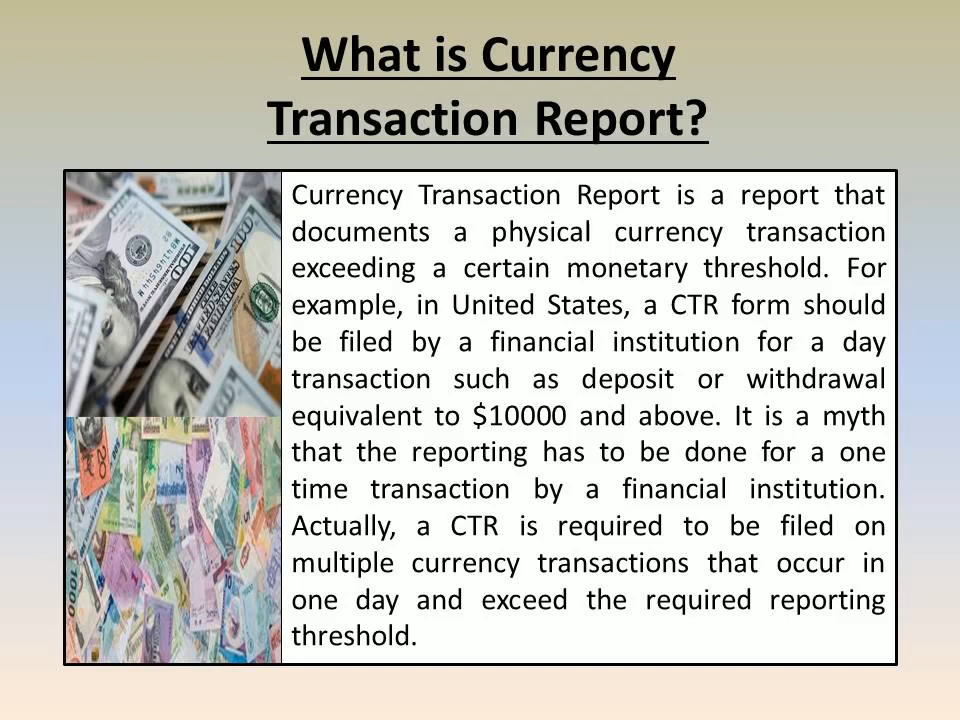 What is Currency
Transaction Report?
Currency Transaction Report is a report that
documents a physical currency transaction
exceeding a certain monetary threshold. For
example, in United States, a CTR form should
be filed by a financial institution for a day
transaction such as deposit or withdrawal
equivalent to $10000 and above. It is a myth
that the reporting has to be done for a one
time transaction by a financial institution.
Actually, a CTR is required to be filed on
multiple currency transactions that occur in
one day and exceed the required reporting
threshold.